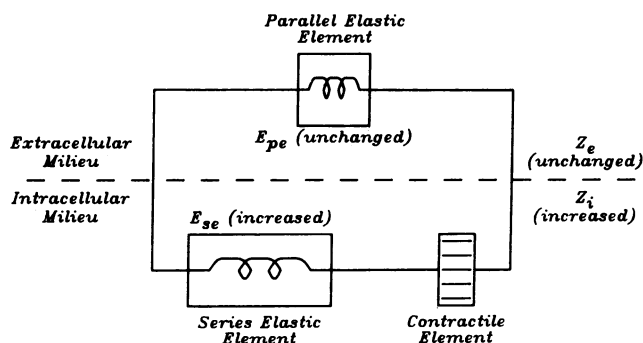 Parallel Elastic
Element
E_pe (unchanged)
Extracellular
Milieu
Z_e
(unchanged)
Intracellular
Milieu
Z_i
(increased)
E_se (increased)
Series Elastic
Element
Contractile
Element